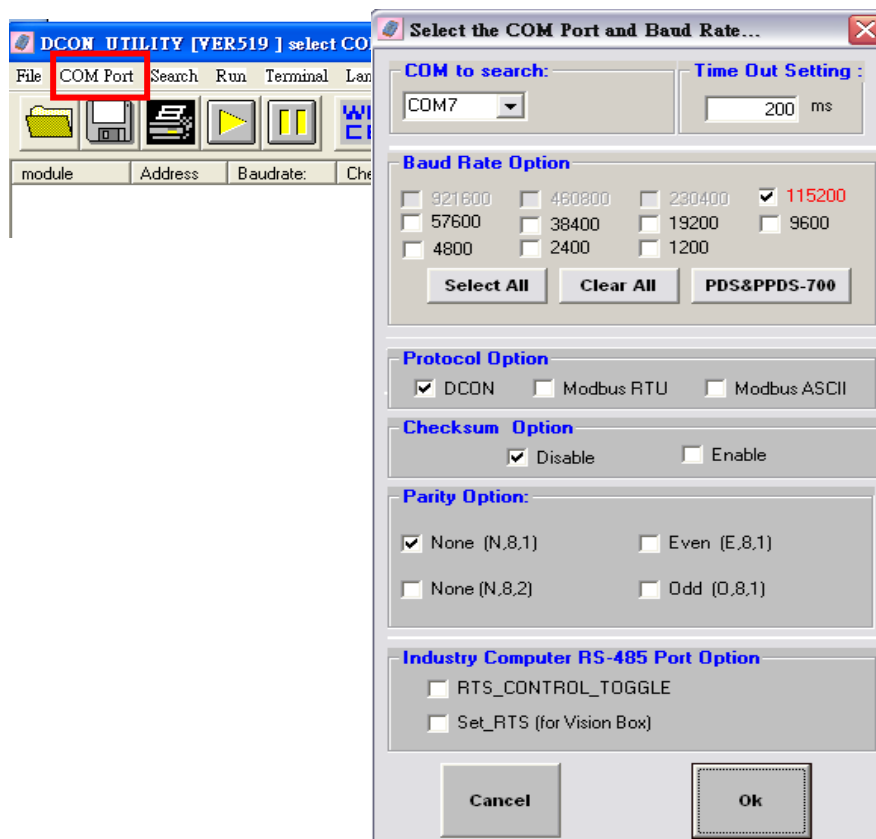 DCON UTILITY [VER519 ] select CO
File COM Port Search Run Terminal Lan
module Address Baudrate: Che
Select the COM Port and Baud Rate...
COM to search:
COM7
Time Out Setting :
200 ms
Baud Rate Option
921600 460800 230400 115200
57600 38400 19200 9600
4800 2400 1200
Select All Clear All PDS&PPDS-700
Protocol Option
DCON Modbus RTU Modbus ASCII
Checksum Option
Disable Enable
Parity Option:
None (N,8,1) Even (E,8,1)
None (N,8,2) Odd (O,8,1)
Industry Computer RS-485 Port Option
RTS_CONTROL_TOGGLE
Set_RTS (for Vision Box)
Cancel Ok